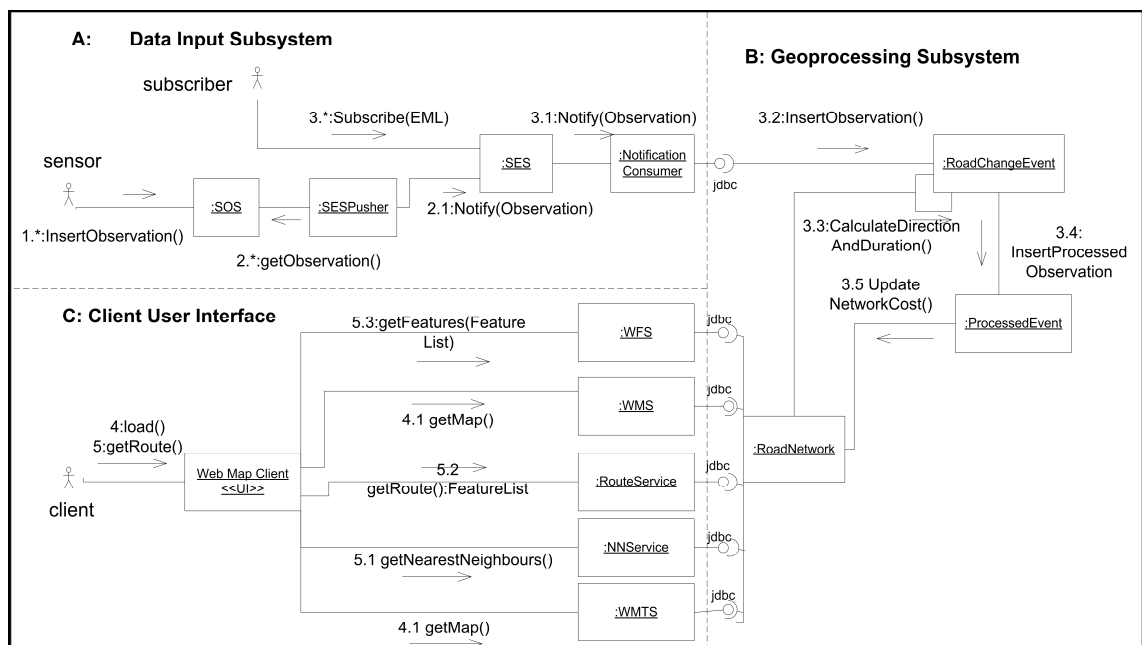 A: Data Input Subsystem
subscriber
3.*:Subscribe(EML)
3.1:Notify(Observation)
:SES
:Notification
Consumer
sensor
:SOS
:SESPusher
2.1:Notify(Observation)
1.*:InsertObservation()
2.*:getObservation()
jdbc
B: Geoprocessing Subsystem
3.2:InsertObservation()
:RoadChangeEvent
3.3:CalculateDirection
AndDuration()
3.4:
InsertProcessed
Observation
3.5 Update
NetworkCost()
:ProcessedEvent
:RoadNetwork
C: Client User Interface
5.3:getFeatures(Feature
List)
:WFS
jdbc
4.1 getMap()
:WMS
jdbc
4:load()
5:getRoute()
client
Web Map Client
<<UI>>
5.2
getRoute():FeatureList
:RouteService
jdbc
5.1 getNearestNeighbours()
:NNService
jdbc
4.1 getMap()
:WMTS
jdbc